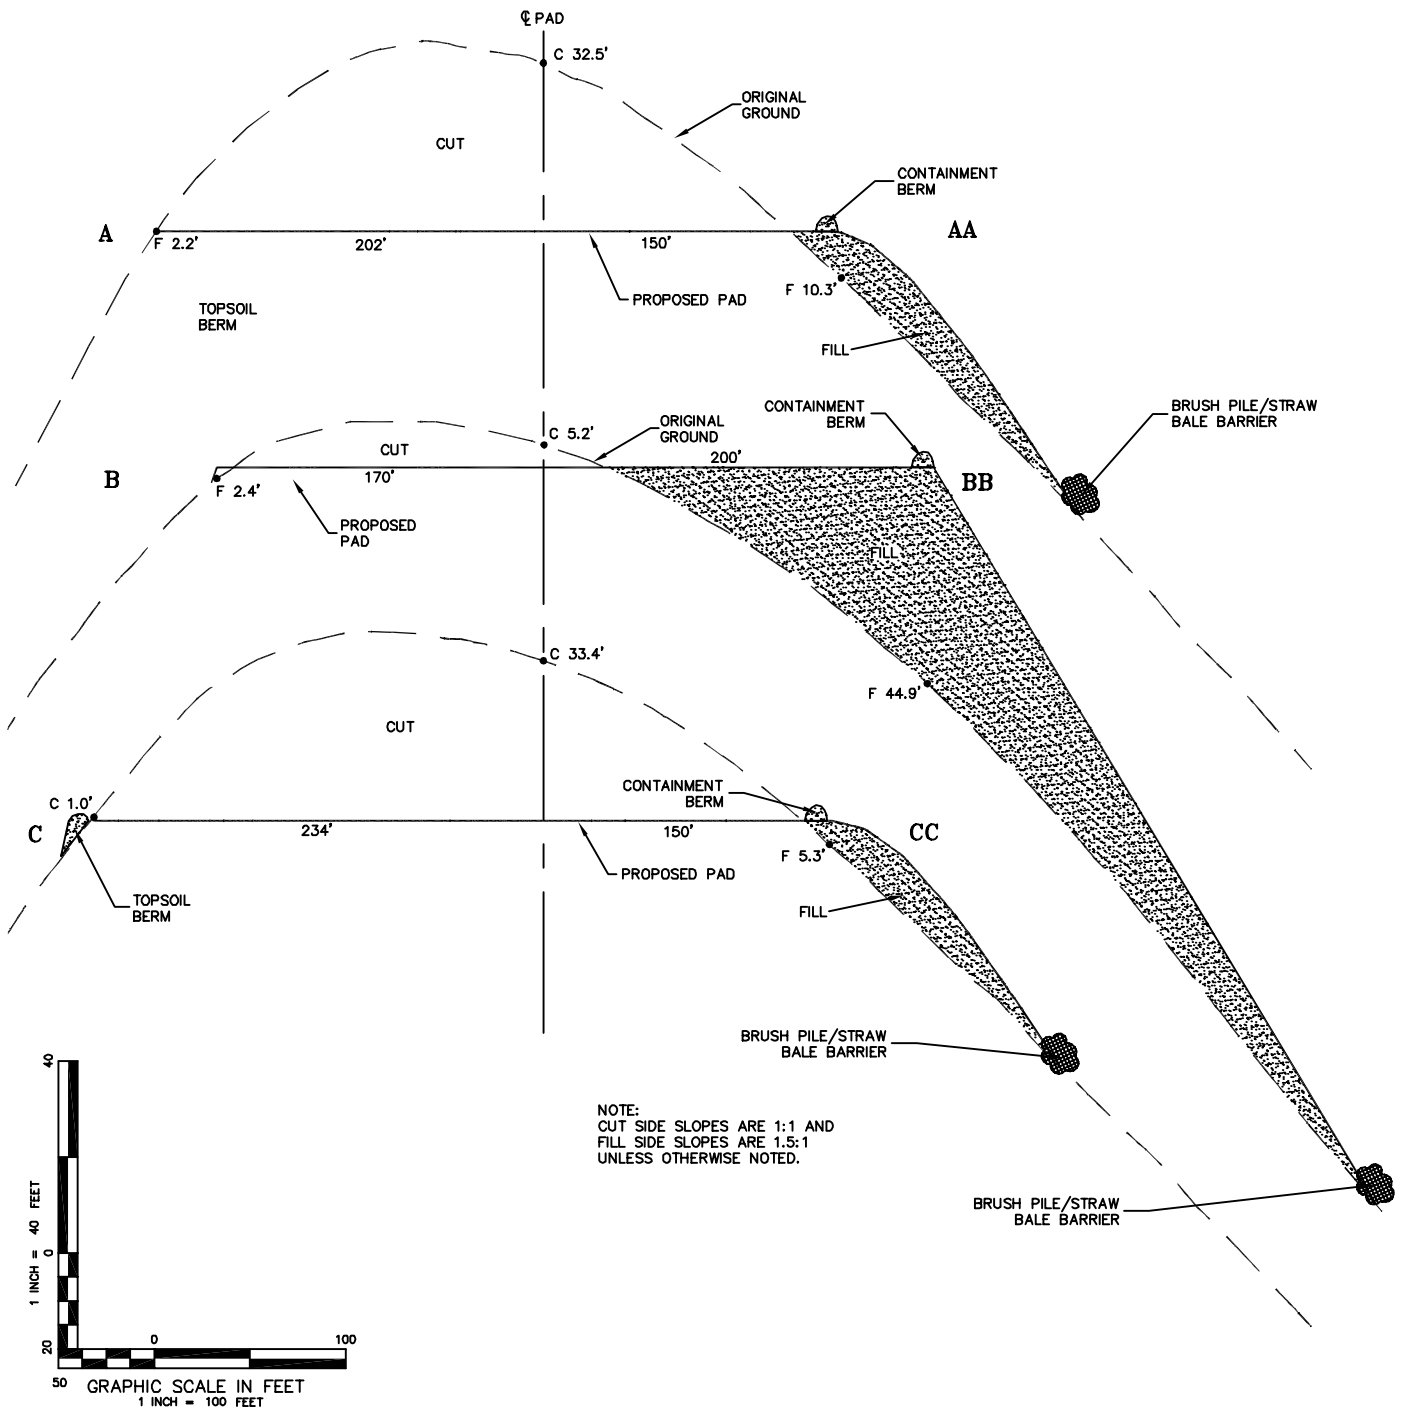 ℄ PAD
C 32.5'
ORIGINAL
GROUND
CUT
CONTAINMENT
BERM
A
AA
F 2.2'
202'
150'
F 10.3'
PROPOSED PAD
TOPSOIL
BERM
FILL
CONTAINMENT
BERM
BRUSH PILE/STRAW
BALE BARRIER
ORIGINAL
GROUND
C 5.2'
CUT
200'
B
BB
F 2.4'
170'
PROPOSED
PAD
FILL
C 33.4'
F 44.9'
CUT
CONTAINMENT
BERM
C 1.0'
C
CC
234'
150'
F 5.3'
PROPOSED PAD
TOPSOIL
BERM
FILL
BRUSH PILE/STRAW
BALE BARRIER
NOTE:
CUT SIDE SLOPES ARE 1:1 AND
FILL SIDE SLOPES ARE 1.5:1
UNLESS OTHERWISE NOTED.
BRUSH PILE/STRAW
BALE BARRIER
40
0
20
1 INCH = 40 FEET
0
100
50
GRAPHIC SCALE IN FEET
1 INCH = 100 FEET